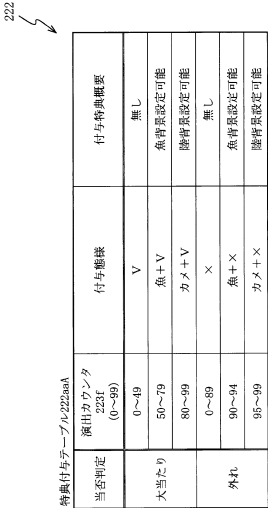 222
特典付与テーブル222aaA
当否判定 演出カウンタ 223f (0～99) 付与態様 付与特典概要
大当たり 0～49 V 無し
50～79 魚+V 魚背景設定可能
80～99 カメ+V 陸背景設定可能
外れ 0～89 × 無し
90～94 魚+× 魚背景設定可能
95～99 カメ+× 陸背景設定可能